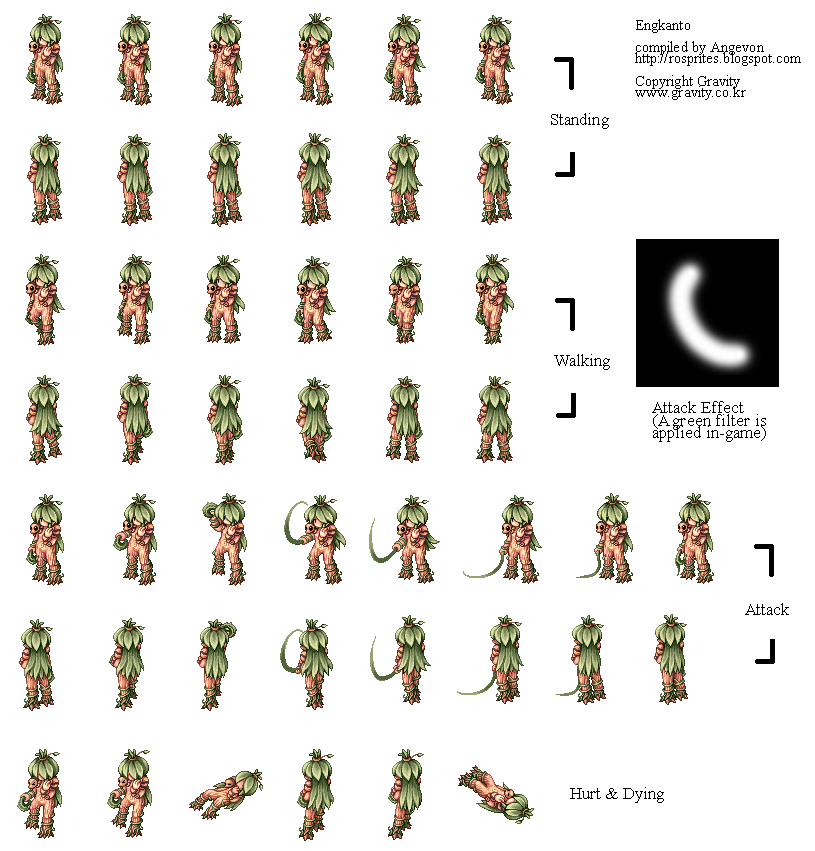 Engkanto
compiled by Angevon
http://rosprites.blogspot.com
Copyright Gravity
www.gravity.co.kr
Standing
Walking
Attack Effect
(A green filter is
applied in-game)
Attack
Hurt & Dying